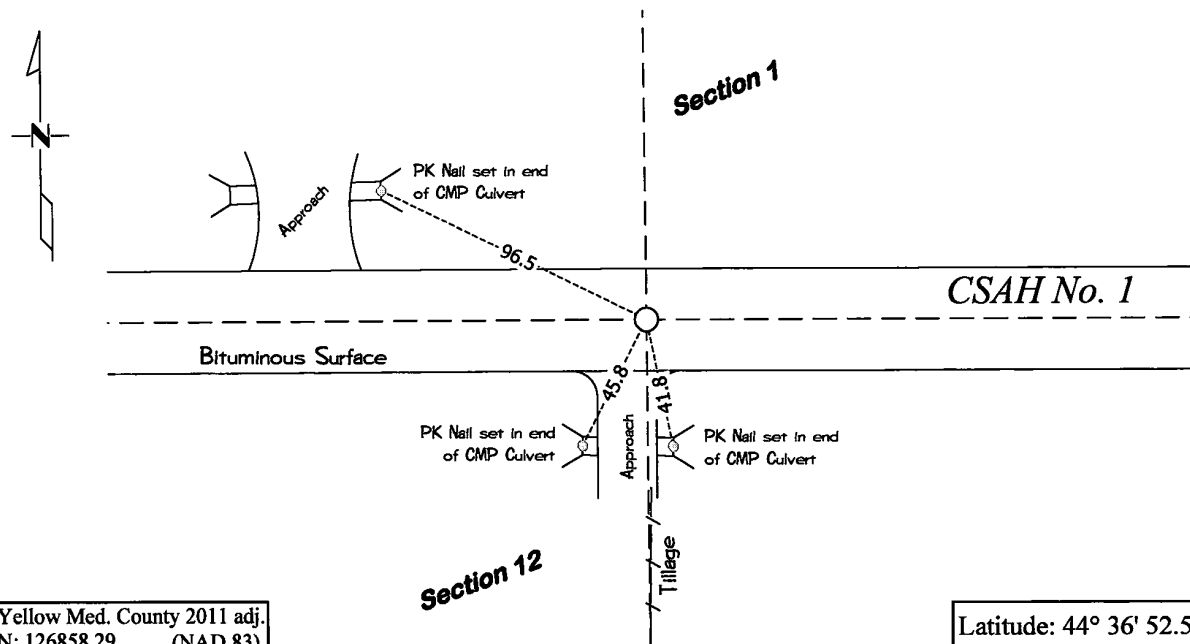 Section 1
N
PK Nail set in end
of CMP Culvert
Approach
96.5
CSAH No. 1
Bituminous Surface
45.8
41.8
PK Nail set in end
of CMP Culvert
Approach
PK Nail set in end
of CMP Culvert
Tillage
Section 12
Yellow Med. County 2011 adj.
N: 126858.29 (NAD 83)
Latitude: 44° 36' 52.5